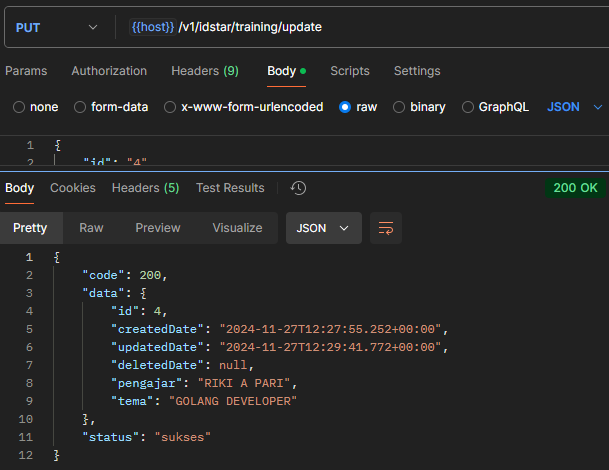 PUT {{host}}/v1/idstar/training/update
Params Authorization Headers (9) Body Scripts Settings
none form-data x-www-form-urlencoded raw binary GraphQL JSON
1 {
2 "id": "4"
Body Cookies Headers (5) Test Results 200 OK
Pretty Raw Preview Visualize JSON
1 {
2 "code": 200,
3 "data": {
4 "id": 4,
5 "createdDate": "2024-11-27T12:27:55.252+00:00",
6 "updatedDate": "2024-11-27T12:29:41.772+00:00",
7 "deletedDate": null,
8 "pengajar": "RIKI A PARI",
9 "tema": "GOLANG DEVELOPER"
10 },
11 "status": "sukses"
12 }